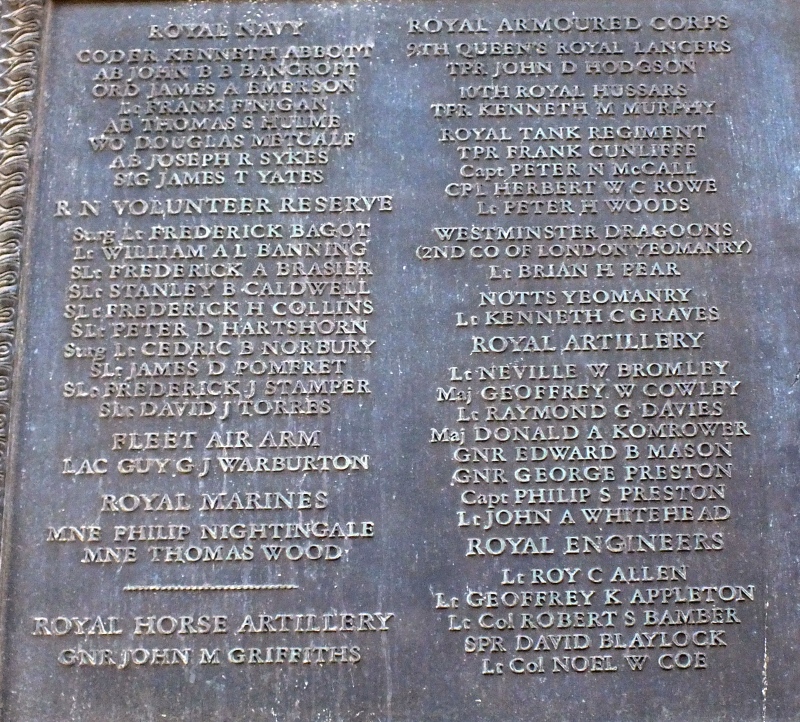 ROYAL NAVY
CODER KENNETH ABBOTT
AB JOHN B B BANCROFT
ORD JAMES A EMERSON
Lt FRANK FINIGAN
AB THOMAS S HULME
WO DOUGLAS METCALF
AB JOSEPH R SYKES
SIG JAMES T YATES
R N VOLUNTEER RESERVE
Surg Lt FREDERICK BAGOT
Lt WILLIAM A L BANNING
SLt FREDERICK A BRASIER
SLt STANLEY B CALDWELL
SLt FREDERICK H COLLINS
SLt PETER D HARTSHORN
Surg Lt CEDRIC B NORBURY
SLt JAMES D POMFRET
SLt FREDERICK J STAMPER
SLt DAVID J TORRES
FLEET AIR ARM
LAC GUY G J WARBURTON
ROYAL MARINES
MNE PHILIP NIGHTINGALE
MNE THOMAS WOOD
ROYAL HORSE ARTILLERY
GNR JOHN M GRIFFITHS
ROYAL ARMOURED CORPS
9TH QUEEN'S ROYAL LANCERS
TPR JOHN D HODGSON
10TH ROYAL HUSSARS
TPR KENNETH M MURPHY
ROYAL TANK REGIMENT
TPR FRANK CUNLIFFE
Capt PETER N McCALL
CPL HERBERT W C ROWE
Lt PETER H WOODS
WESTMINSTER DRAGOONS
(2ND CO OF LONDON YEOMANRY)
Lt BRIAN H PEAR
NOTTS YEOMANRY
Lt KENNETH C GRAVES
ROYAL ARTILLERY
Lt NEVILLE W BROMLEY
Maj GEOFFREY W COWLEY
Lt RAYMOND G DAVIES
Maj DONALD A KOMROWER
GNR EDWARD B MASON
GNR GEORGE PRESTON
Capt PHILIP S PRESTON
Lt JOHN A WHITEHEAD
ROYAL ENGINEERS
Lt ROY C ALLEN
Lt GEOFFREY K APPLETON
Lt Col ROBERT S BAMBER
SPR DAVID BLAYLOCK
Lt Col NOEL W COE